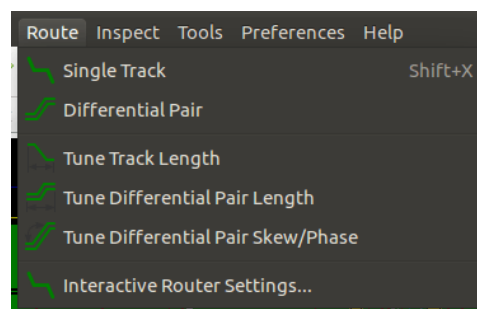 Route Inspect Tools Preferences Help
Single Track Shift+X
Differential Pair
Tune Track Length
Tune Differential Pair Length
Tune Differential Pair Skew/Phase
Interactive Router Settings...